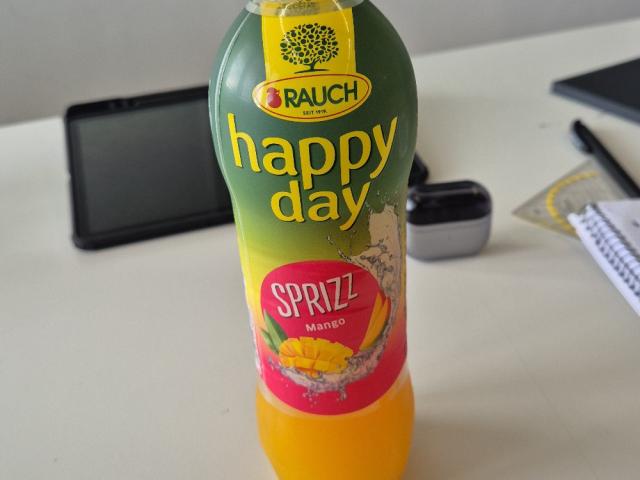 RAUCH
SEIT 1919
happy
day
SPRIZZ
Mango